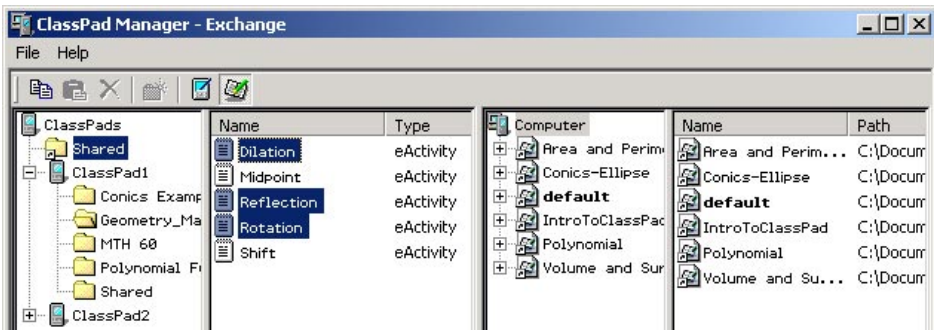 ClassPad Manager - Exchange
File Help
ClassPads
Shared
ClassPad1
Conics Examp
Geometry_Ma
MTH 60
Polynomial Fu
Shared
ClassPad2
Name Type
Dilation eActivity
Midpoint eActivity
Reflection eActivity
Rotation eActivity
Shift eActivity
Computer
Area and Perime
Conics-Ellipse
default
IntroToClassPad
Polynomial
Volume and Sur
Name Path
Area and Perim... C:\Docum
Conics-Ellipse C:\Docum
default C:\Docum
IntroToClassPad C:\Docum
Polynomial C:\Docum
Volume and Su... C:\Docum